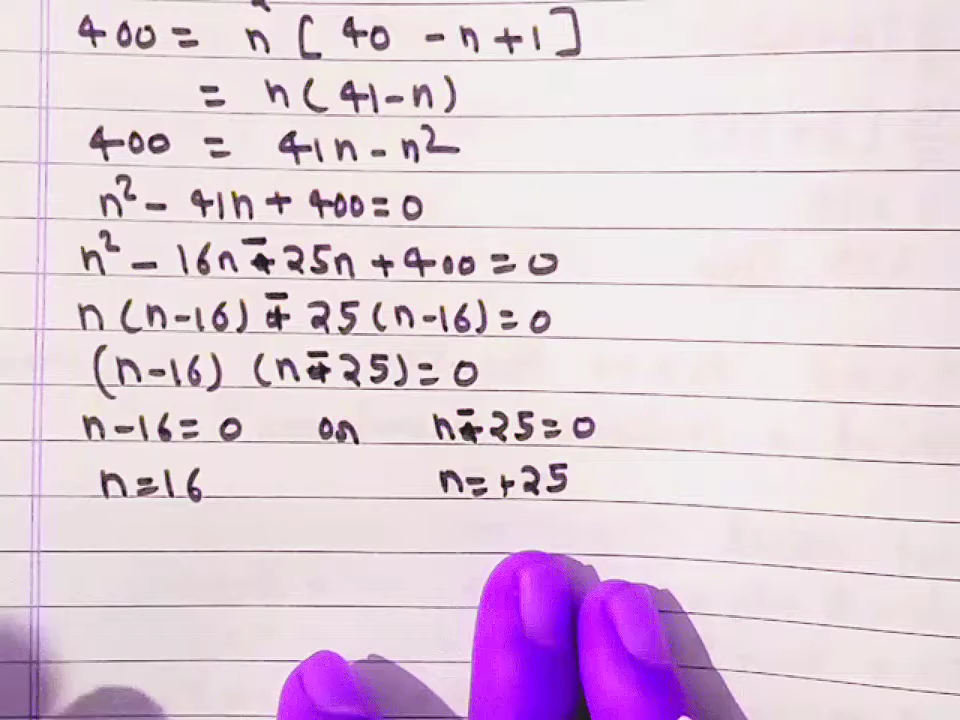 400 = n [ 40 - n + 1 ]
= n ( 41 - n )
400 = 41n - n²
n² - 41n + 400 = 0
n² - 16n - 25n + 400 = 0
n (n-16) - 25 (n-16) = 0
(n-16) (n-25) = 0
n-16 = 0 or n-25 = 0
n=16 n=+25